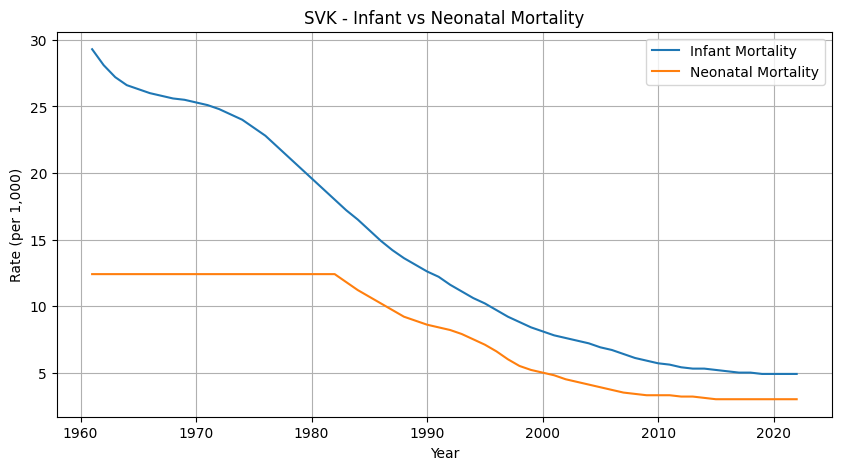 SVK - Infant vs Neonatal Mortality
Infant Mortality
Neonatal Mortality
Rate (per 1,000)
30
25
20
15
10
5
1960 1970 1980 1990 2000 2010 2020
Year